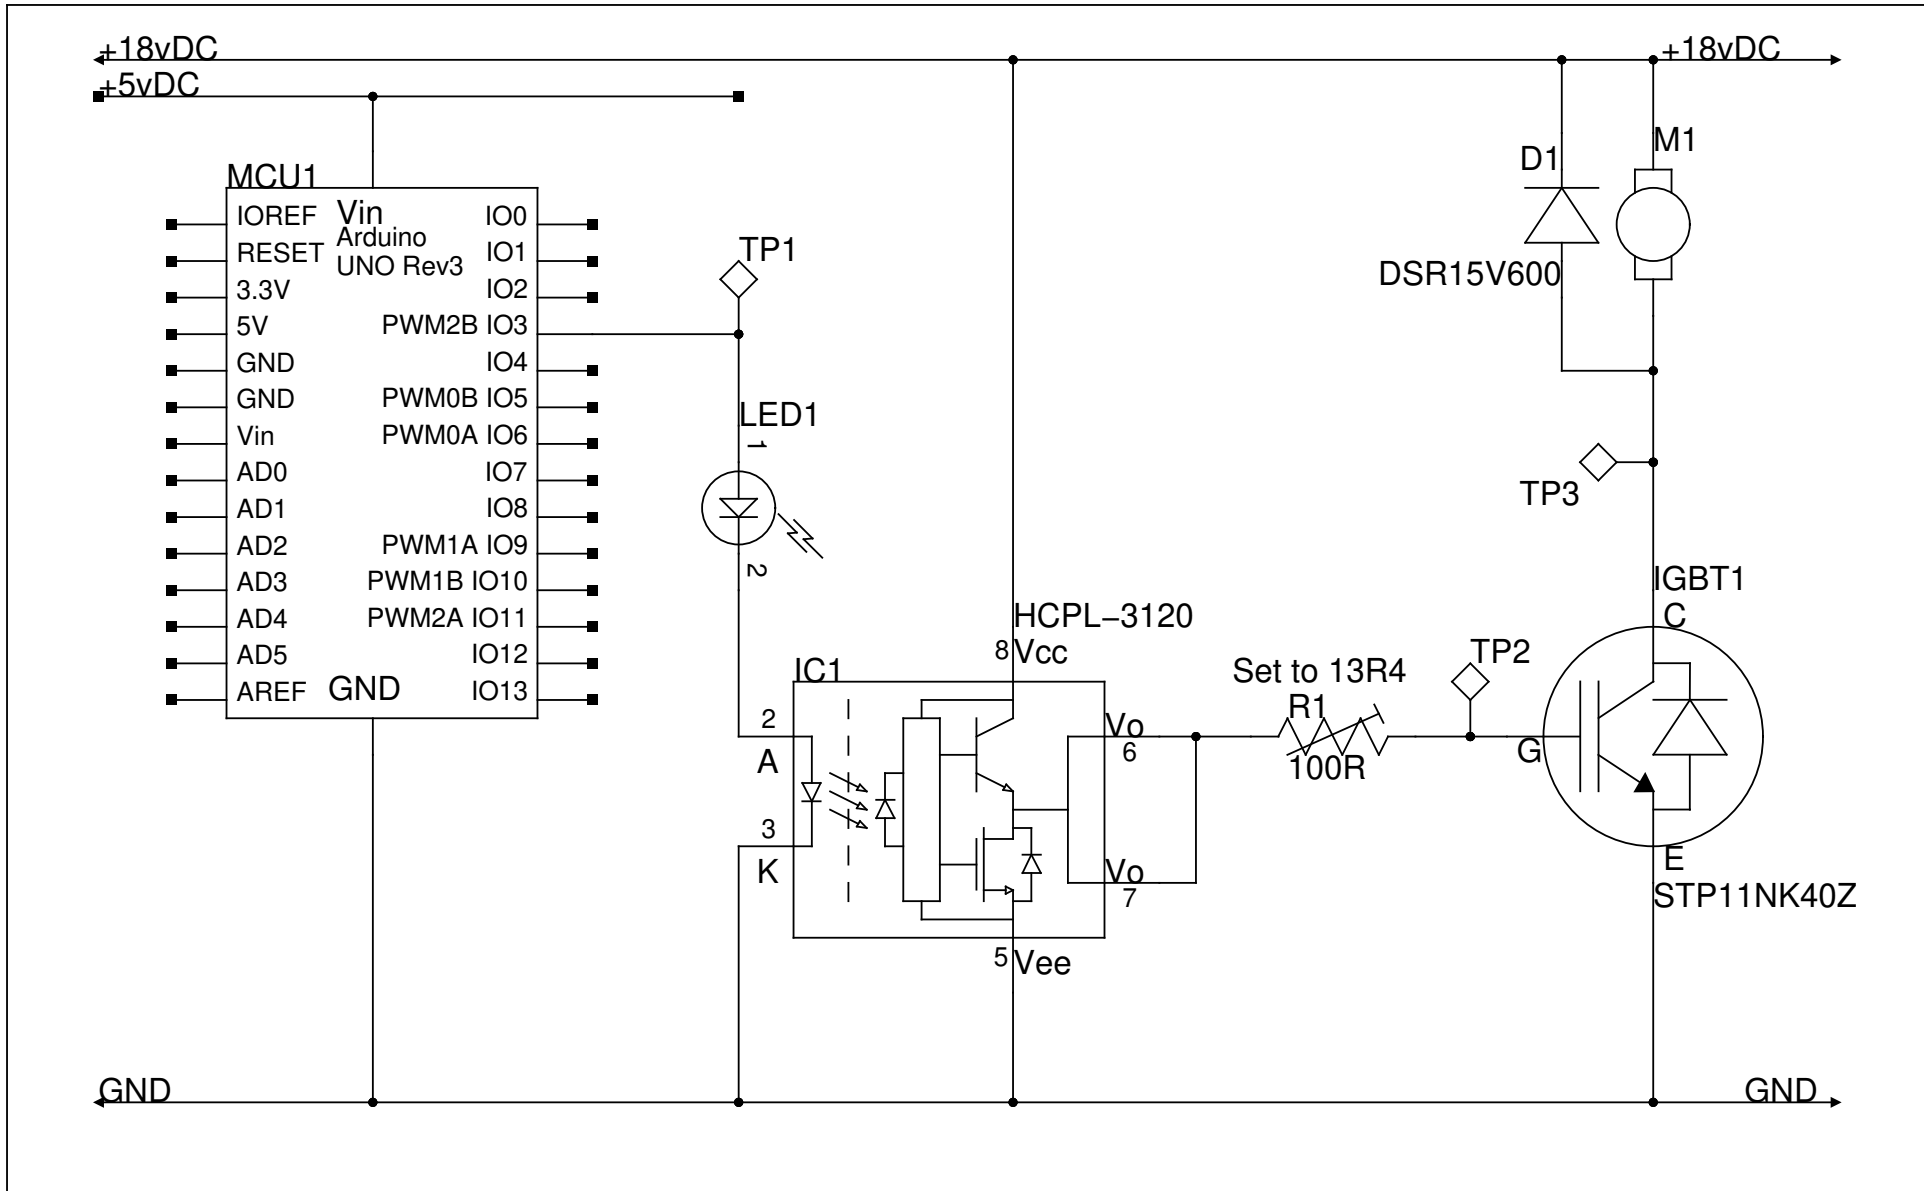 +18vDC
+18vDC
+5vDC
MCU1
Vin
Arduino
UNO Rev3
IOREF
RESET
3.3V
5V
GND
GND
Vin
AD0
AD1
AD2
AD3
AD4
AD5
AREF
GND
IO0
IO1
IO2
PWM2B IO3
IO4
PWM0B IO5
PWM0A IO6
IO7
IO8
PWM1A IO9
PWM1B IO10
PWM2A IO11
IO12
IO13
TP1
LED1
1
2
HCPL-3120
8 Vcc
IC1
2
A
3
K
Vo
6
Vo
7
5 Vee
Set to 13R4
R1
100R
TP2
D1
DSR15V600
M1
TP3
IGBT1
C
G
E
STP11NK40Z
GND
GND